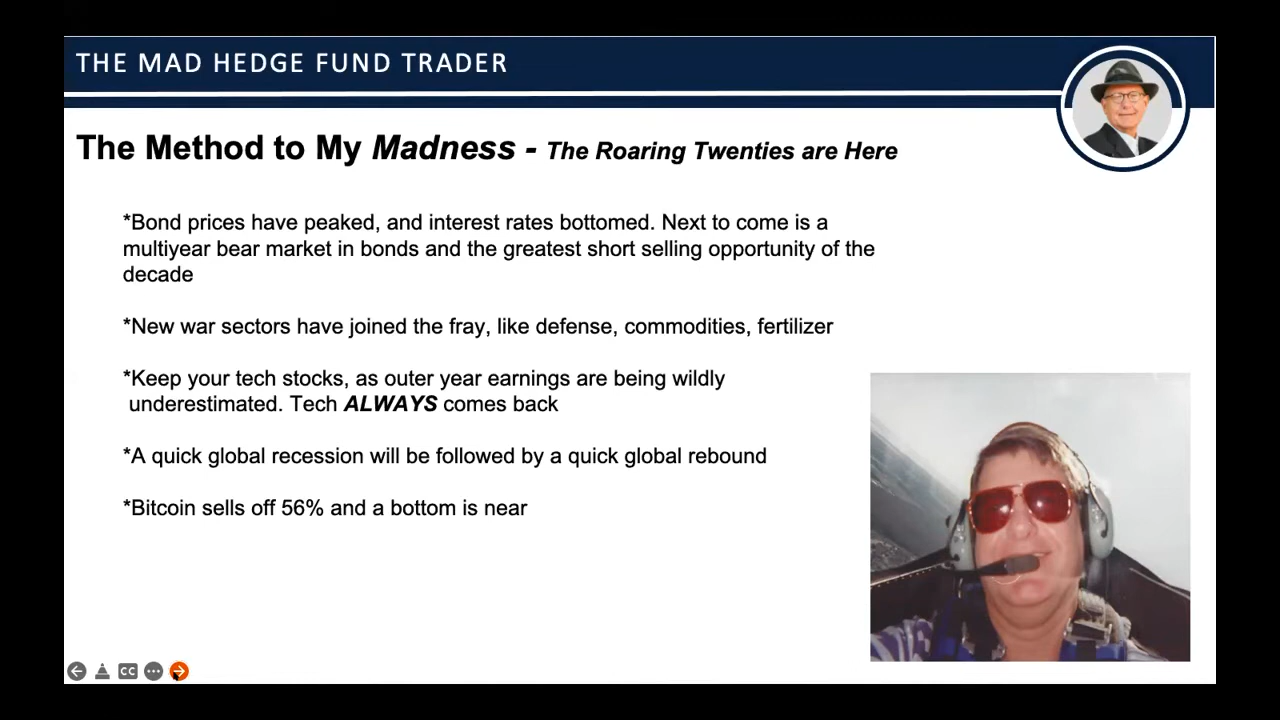 THE MAD HEDGE FUND TRADER
The Method to My Madness - The Roaring Twenties are Here
*Bond prices have peaked, and interest rates bottomed. Next to come is a
multiyear bear market in bonds and the greatest short selling opportunity of the
decade
*New war sectors have joined the fray, like defense, commodities, fertilizer
*Keep your tech stocks, as outer year earnings are being wildly
underestimated. Tech ALWAYS comes back
*A quick global recession will be followed by a quick global rebound
*Bitcoin sells off 56% and a bottom is near
CC